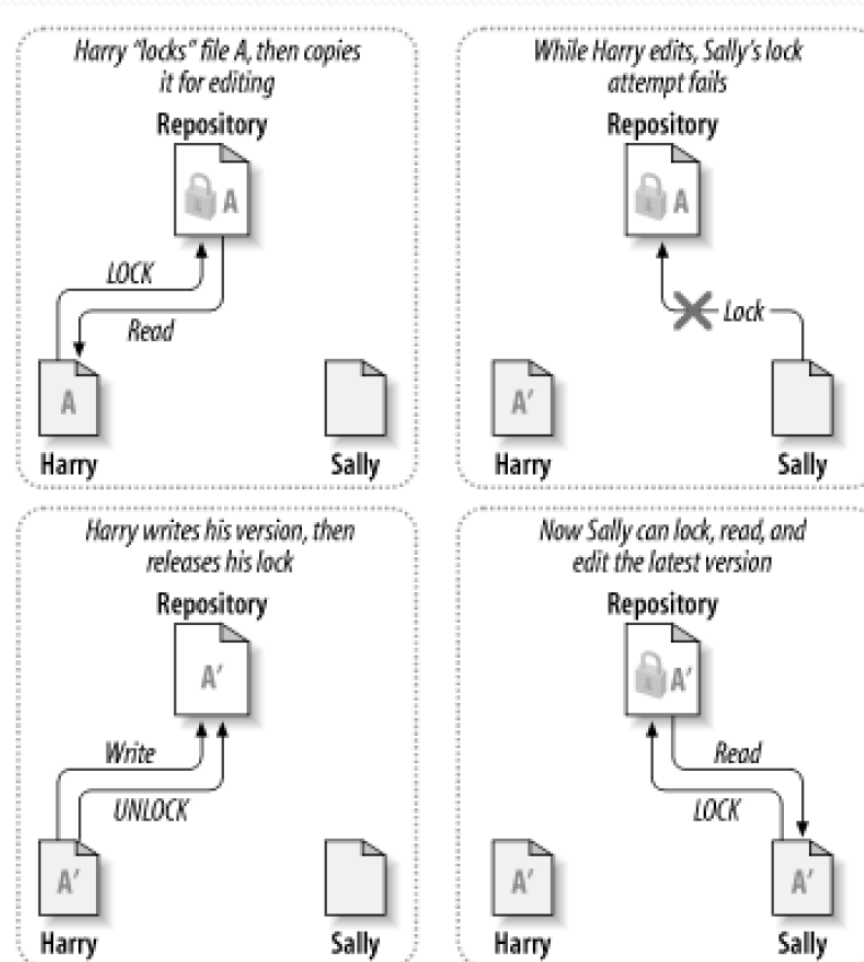 Harry "locks" file A, then copies
it for editing
Repository
A
LOCK
Read
A
Harry
Sally
While Harry edits, Sally's lock
attempt fails
Repository
A
Lock
A′
Harry
Sally
Harry writes his version, then
releases his lock
Repository
A′
Write
UNLOCK
A′
Harry
Sally
Now Sally can lock, read, and
edit the latest version
Repository
A′
Read
LOCK
A′
Harry
A′
Sally